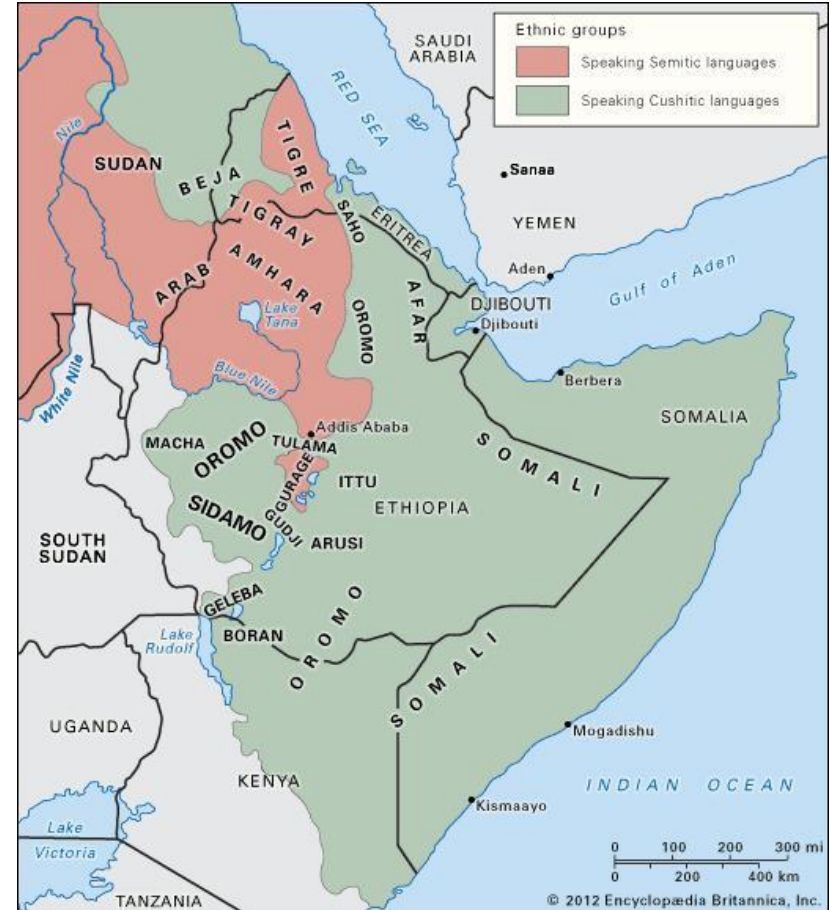 Ethnic groups
Speaking Semitic languages
Speaking Cushitic languages
SAUDI
ARABIA
RED SEA
Nile
SUDAN
BEJA
TIGRE
Sanaa
YEMEN
TIGRAY
SAHO
ERITREA
ARAB
AMHARA
Lake
Tana
OROMO
AFAR
Aden
Gulf of Aden
DJIBOUTI
Djibouti
White Nile
Blue Nile
Berbera
Addis Ababa
SOMALIA
MACHA
OROMO
TULAMA
SOMALI
GURAGE
ITTU
ETHIOPIA
SIDAMO
GUDJI
ARUSI
SOUTH
SUDAN
GELEBA
BORAN
OROMO
Lake
Rudolf
SOMALI
UGANDA
Mogadishu
KENYA
INDIAN OCEAN
Kismaayo
Lake
Victoria
0 100 200 300 mi
0 200 400 km
TANZANIA
© 2012 Encyclopædia Britannica, Inc.